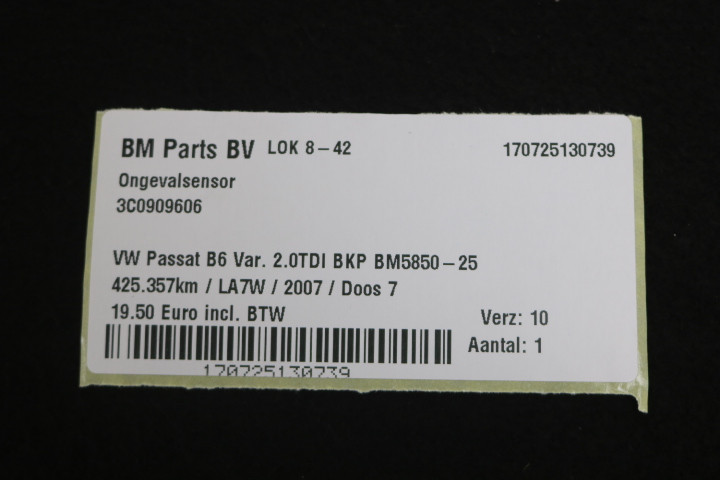 BM Parts BV LOK 8-42 170725130739
Ongevalsensor
3C0909606
VW Passat B6 Var. 2.0TDI BKP BM5850-25
425.357km / LA7W / 2007 / Doos 7
19.50 Euro incl. BTW Verz: 10
Aantal: 1
170725130739